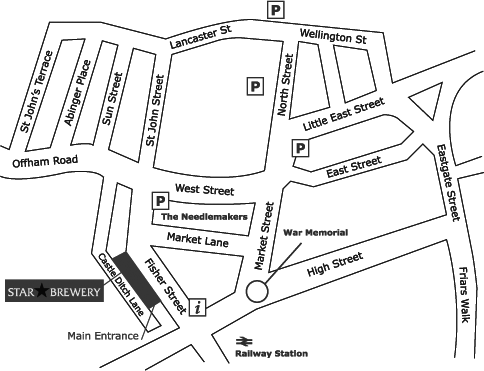 P
Wellington St
Lancaster St
St John's Terrace
Abinger Place
Sun Street
St John Street
P
North Street
Little East Street
P
Offham Road
East Street
Eastgate Street
West Street
P
The Needlemakers
Market Lane
Market Street
War Memorial
High Street
Castle Ditch Lane
Fisher Street
STAR★BREWERY
i
Friars Walk
Main Entrance
Railway Station